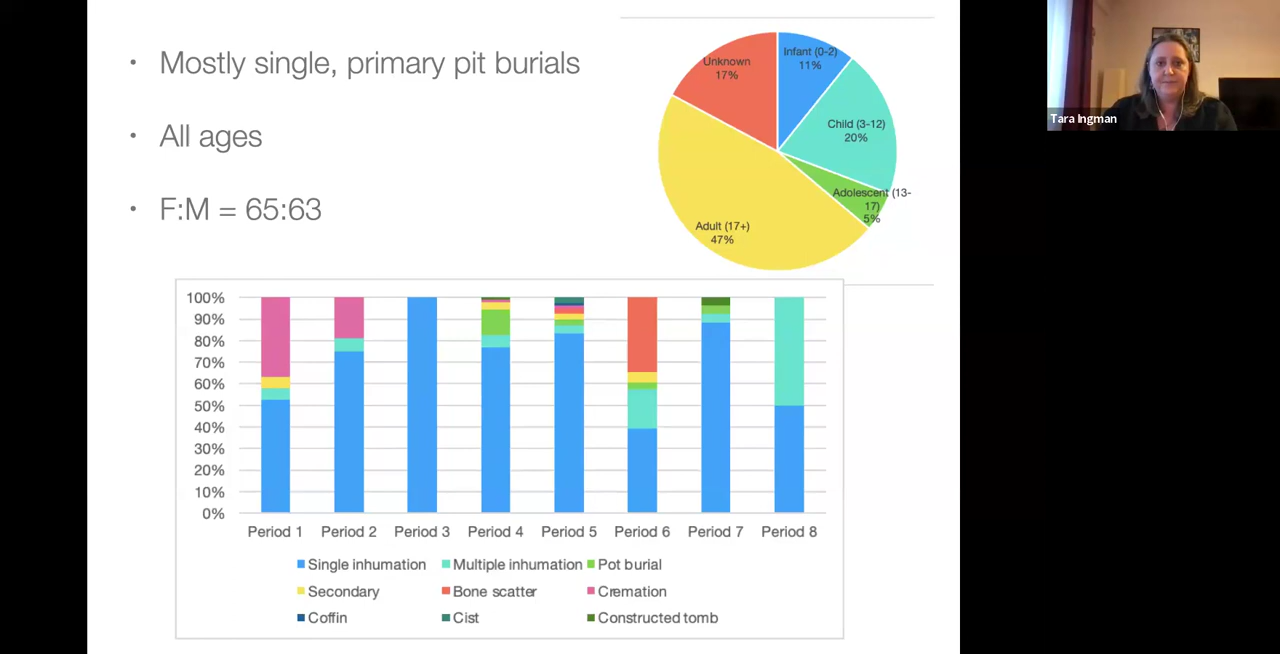 • Mostly single, primary pit burials
• All ages
• F:M = 65:63
Unknown
17%
Infant (0-2)
11%
Child (3-12)
20%
Adolescent (13-
17)
5%
Adult (17+)
47%
Tara Ingman
100%
90%
80%
70%
60%
50%
40%
30%
20%
10%
0%
Period 1 Period 2 Period 3 Period 4 Period 5 Period 6 Period 7 Period 8
Single inhumation Multiple inhumation Pot burial
Secondary Bone scatter Cremation
Coffin Cist Constructed tomb